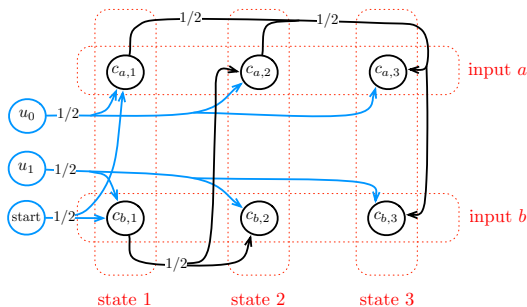 1/2 1/2
c_{a,1} c_{a,2} c_{a,3} input a
u_0 1/2
u_1 1/2
start 1/2 c_{b,1} c_{b,2} c_{b,3} input b
1/2
state 1 state 2 state 3